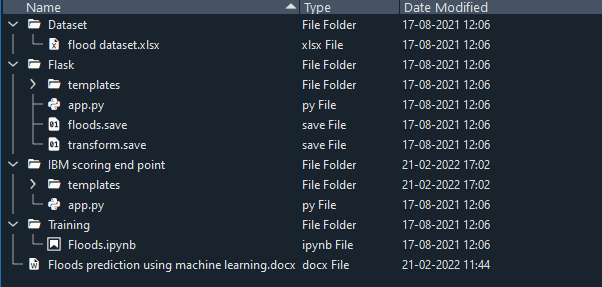 Name Type Date Modified
Dataset File Folder 17-08-2021 12:06
flood dataset.xlsx xlsx File 17-08-2021 12:06
Flask File Folder 17-08-2021 12:06
templates File Folder 17-08-2021 12:06
app.py py File 17-08-2021 12:06
floods.save save File 17-08-2021 12:06
transform.save save File 17-08-2021 12:06
IBM scoring end point File Folder 21-02-2022 17:02
templates File Folder 21-02-2022 17:02
app.py py File 17-08-2021 12:06
Training File Folder 17-08-2021 12:06
Floods.ipynb ipynb File 17-08-2021 12:06
Floods prediction using machine learning.docx docx File 21-02-2022 11:44